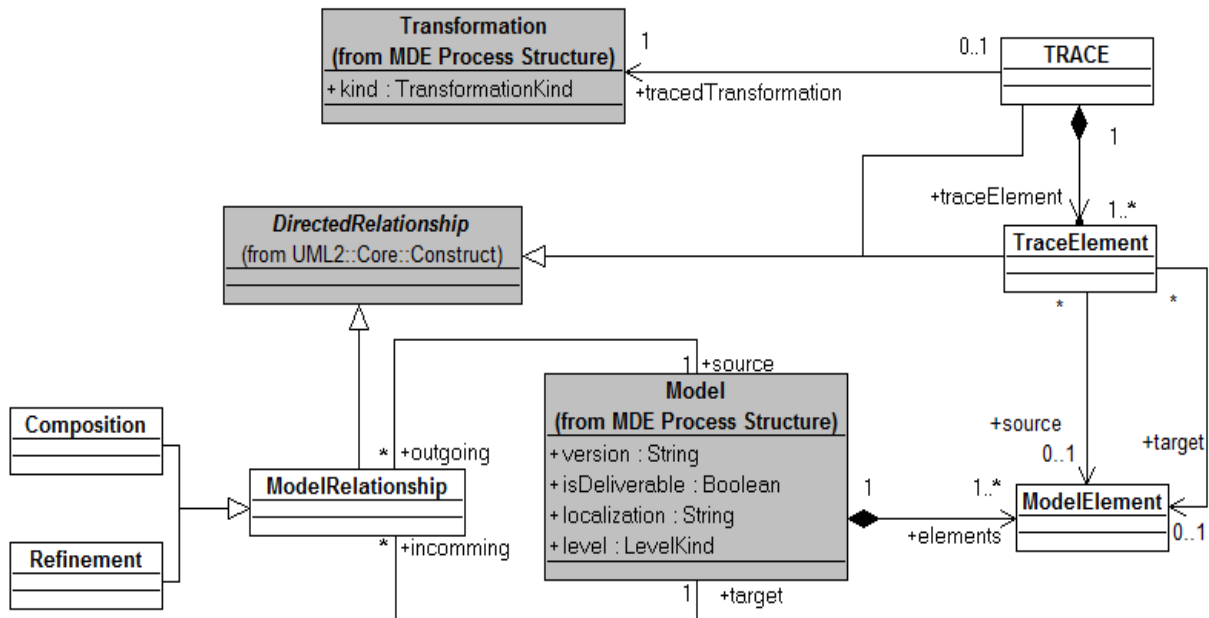 Transformation
(from MDE Process Structure)
+ kind : TransformationKind
1
0..1
+tracedTransformation
TRACE
1
+traceElement
1..*
TraceElement
DirectedRelationship
(from UML2::Core::Construct)
*
*
1
+source
Model
(from MDE Process Structure)
+ version : String
+ isDeliverable : Boolean
+ localization : String
+ level : LevelKind
Composition
*
+outgoing
ModelRelationship
*
+incomming
Refinement
1
+target
1
1..*
+elements
+source
0..1
+target
ModelElement
0..1